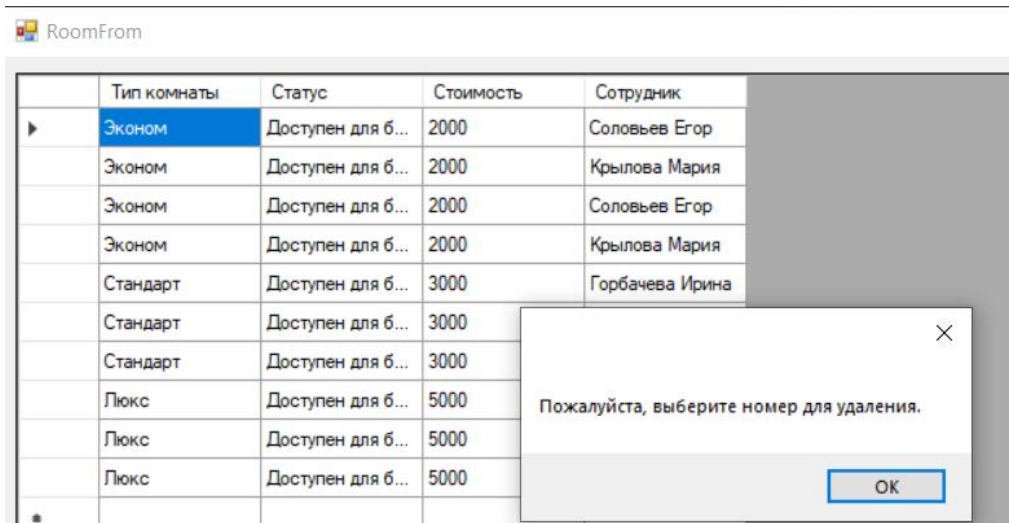 RoomFrom
Тип комнаты Статус Стоимость Сотрудник
Эконом Доступен для б... 2000 Соловьев Егор
Эконом Доступен для б... 2000 Крылова Мария
Эконом Доступен для б... 2000 Соловьев Егор
Эконом Доступен для б... 2000 Крылова Мария
Стандарт Доступен для б... 3000 Горбачева Ирина
Стандарт Доступен для б... 3000
Стандарт Доступен для б... 3000
Люкс Доступен для б... 5000
Люкс Доступен для б... 5000
Люкс Доступен для б... 5000
Пожалуйста, выберите номер для удаления.
OK